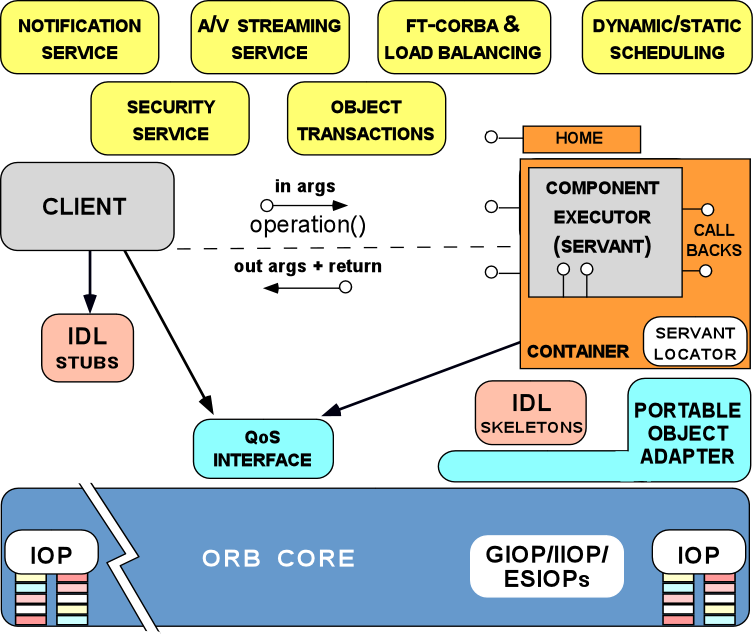 NOTIFICATION
SERVICE
A/V STREAMING
SERVICE
FT-CORBA &
LOAD BALANCING
DYNAMIC/STATIC
SCHEDULING
SECURITY
SERVICE
OBJECT
TRANSACTIONS
HOME
CLIENT
in args
operation()
out args + return
COMPONENT
EXECUTOR
(SERVANT)
CALL
BACKS
IDL
STUBS
CONTAINER
SERVANT
LOCATOR
QoS
INTERFACE
IDL
SKELETONS
PORTABLE
OBJECT
ADAPTER
IOP
ORB CORE
GIOP/IIOP/
ESIOPs
IOP